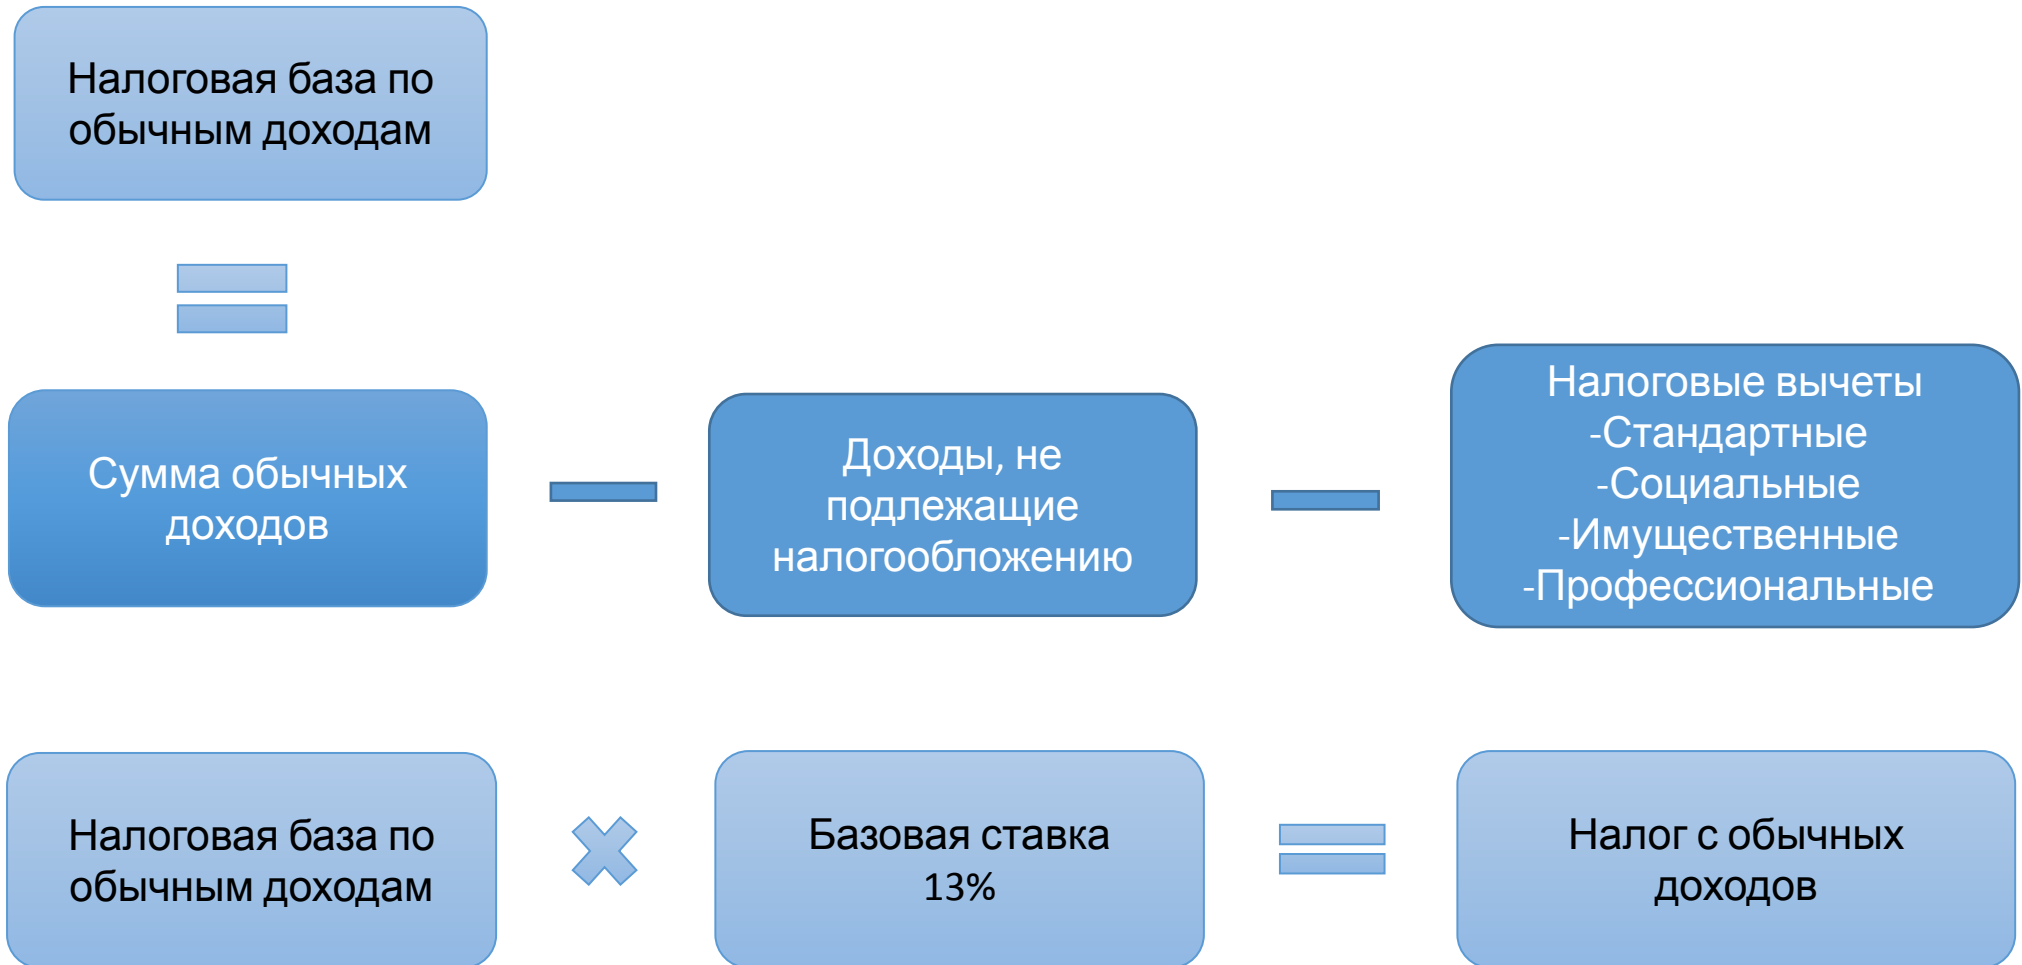 Налоговая база по
обычным доходам
Сумма обычных
доходов
Доходы, не
подлежащие
налогообложению
Налоговые вычеты
-Стандартные
-Социальные
-Имущественные
-Профессиональные
Налоговая база по
обычным доходам
Базовая ставка
13%
Налог с обычных
доходов